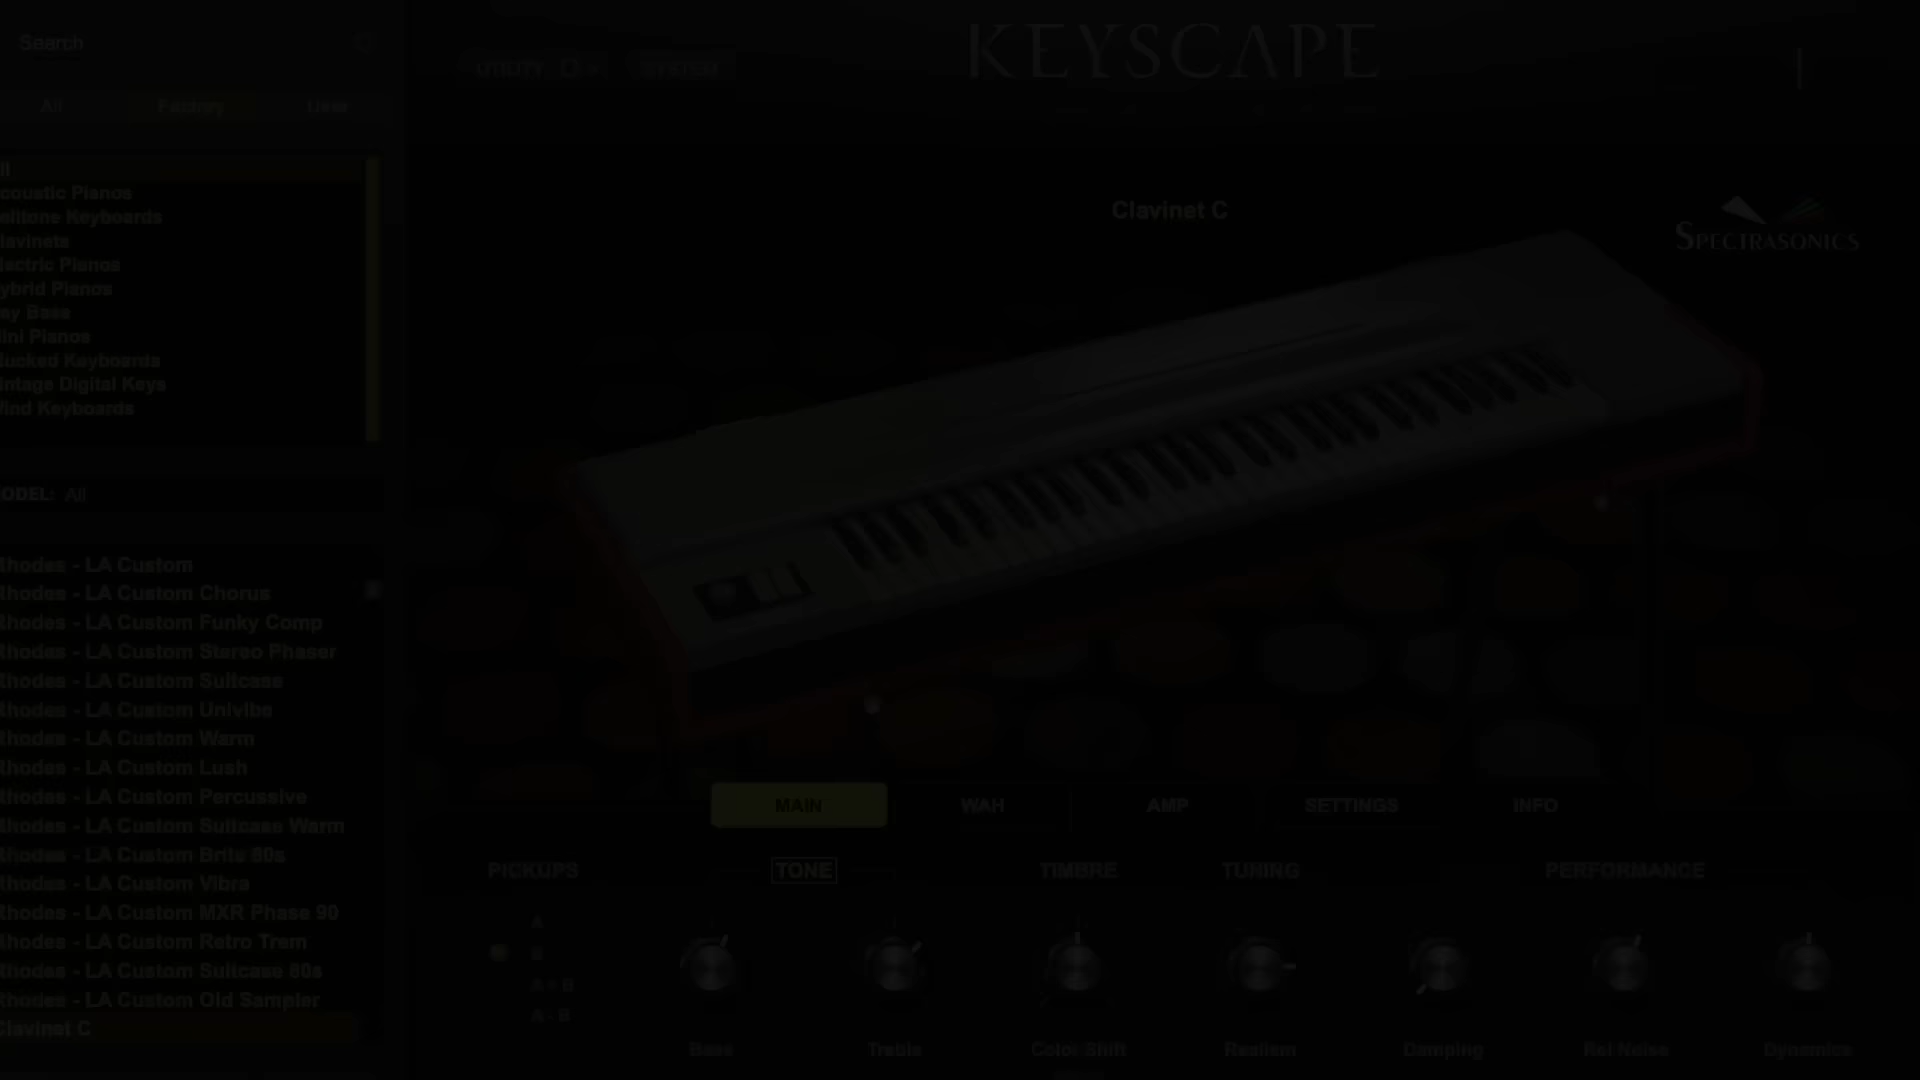 Search
KEYSCAPE
UTILITY
SYSTEM
All Factory User
ll
coustic Pianos
elltone Keyboards
lavinets
lectric Pianos
ybrid Pianos
ey Bass
ini Pianos
lucked Keyboards
intage Digital Keys
ind Keyboards
ODEL: All
hodes - LA Custom
hodes - LA Custom Chorus
hodes - LA Custom Funky Comp
hodes - LA Custom Stereo Phaser
hodes - LA Custom Suitcase
hodes - LA Custom Univibe
hodes - LA Custom Warm
hodes - LA Custom Lush
hodes - LA Custom Percussive
hodes - LA Custom Suitcase Warm
hodes - LA Custom Brite 80s
hodes - LA Custom Vibra
hodes - LA Custom MXR Phase 90
hodes - LA Custom Retro Trem
hodes - LA Custom Suitcase 80s
hodes - LA Custom Old Sampler
Clavinet C
Clavinet C
SPECTRASONICS
MAIN WAH AMP SETTINGS INFO
PICKUPS TONE TIMBRE TUNING PERFORMANCE
A
B
A + B
A - B
Bass Treble Color Shift Realism Damping Rel Noise Dynamics